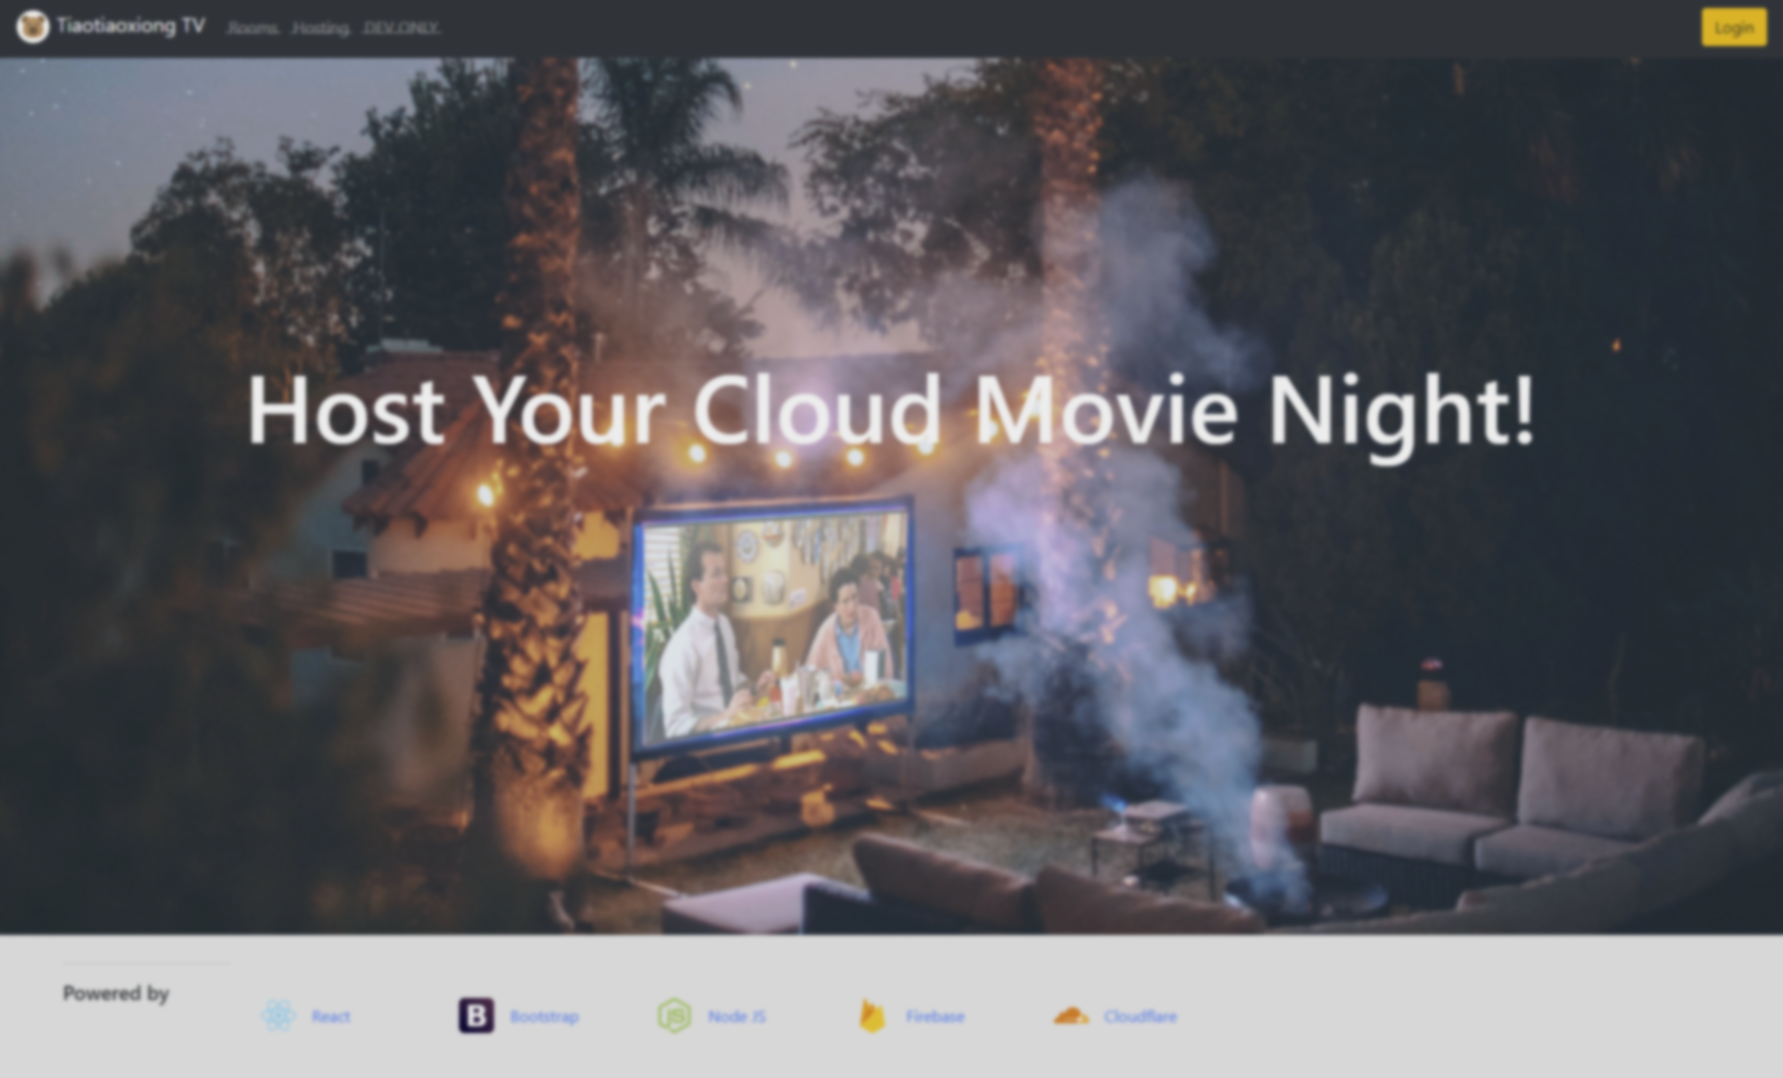 Tiaotiaoxiong TV .Rooms. .Hosting. .DEV.ONLY. Login
Host Your Cloud Movie Night!
Powered by
React Bootstrap Node JS Firebase Cloudflare